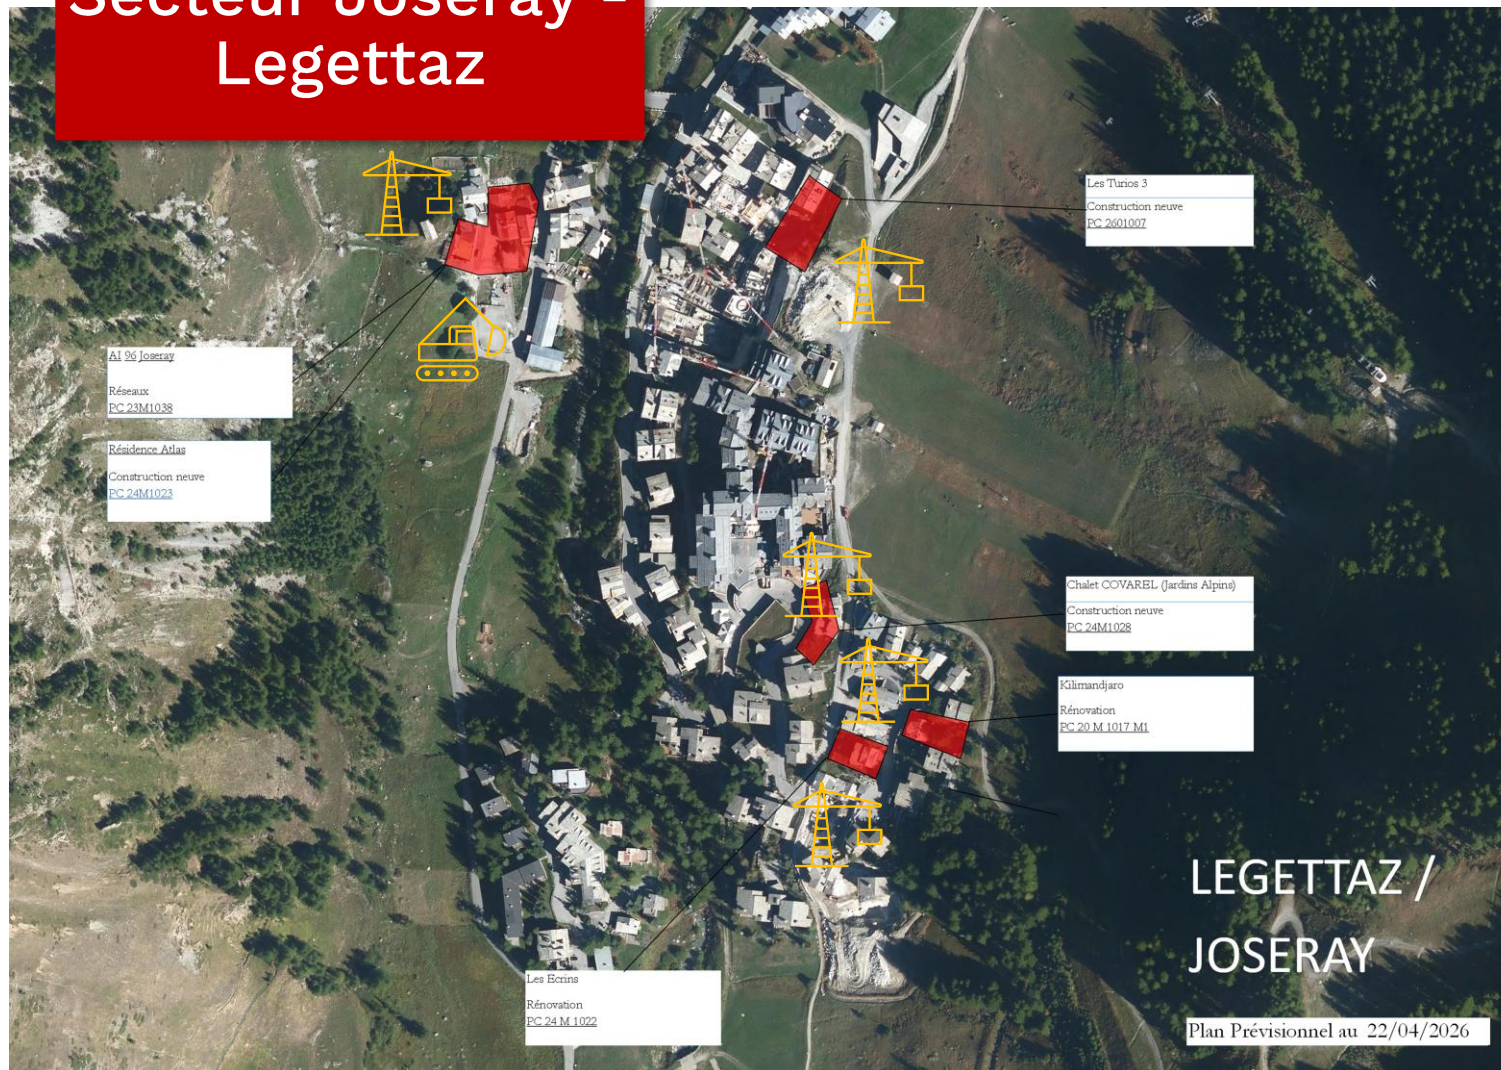 Secteur Joseray -
Legettaz
Les Turios 3
Construction neuve
PC 2601007
AI 96 Joseray
Réseaux
PC 23M1038
Résidence Atlas
Construction neuve
PC 24M1023
Chalet COVAREL (Jardins Alpins)
Construction neuve
PC 24M1028
Kilimandjaro
Rénovation
PC 20 M 1017 M1
Les Ecrins
Rénovation
PC 24 M 1022
LEGETTAZ /
JOSERAY
Plan Prévisionnel au 22/04/2026